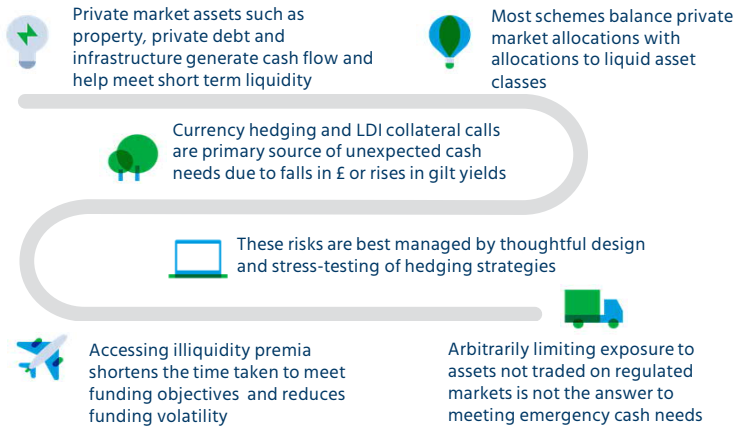 Private market assets such as
property, private debt and
infrastructure generate cash flow and
help meet short term liquidity
Most schemes balance private
market allocations with
allocations to liquid asset
classes
Currency hedging and LDI collateral calls
are primary source of unexpected cash
needs due to falls in £ or rises in gilt yields
These risks are best managed by thoughtful design
and stress-testing of hedging strategies
Accessing illiquidity premia
shortens the time taken to meet
funding objectives and reduces
funding volatility
Arbitrarily limiting exposure to
assets not traded on regulated
markets is not the answer to
meeting emergency cash needs